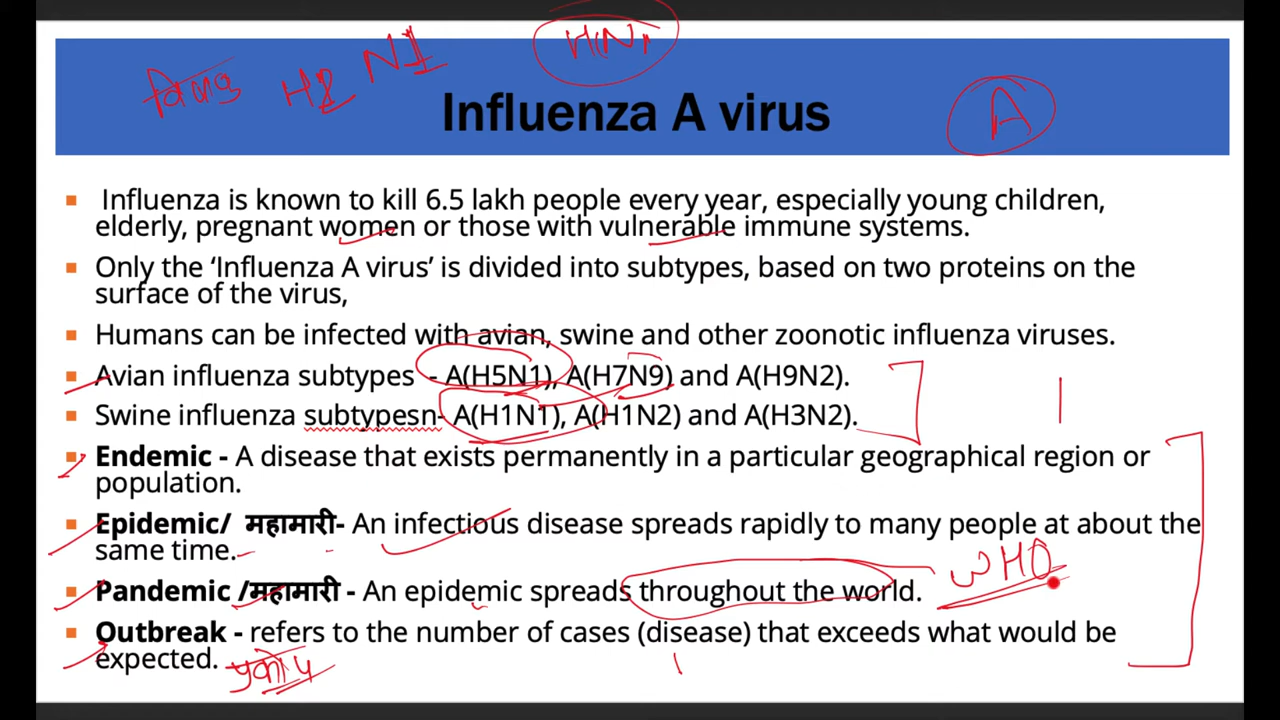 H1N1
H1 N1
A
Influenza A virus
Influenza is known to kill 6.5 lakh people every year, especially young children,
elderly, pregnant women or those with vulnerable immune systems.
Only the ‘Influenza A virus’ is divided into subtypes, based on two proteins on the
surface of the virus,
Humans can be infected with avian, swine and other zoonotic influenza viruses.
Avian influenza subtypes - A(H5N1), A(H7N9) and A(H9N2).
Swine influenza subtypesn- A(H1N1), A(H1N2) and A(H3N2).
Endemic - A disease that exists permanently in a particular geographical region or
population.
Epidemic/ महामारी- An infectious disease spreads rapidly to many people at about the
same time.
WHO
Pandemic /महामारी - An epidemic spreads throughout the world.
Outbreak - refers to the number of cases (disease) that exceeds what would be
expected.